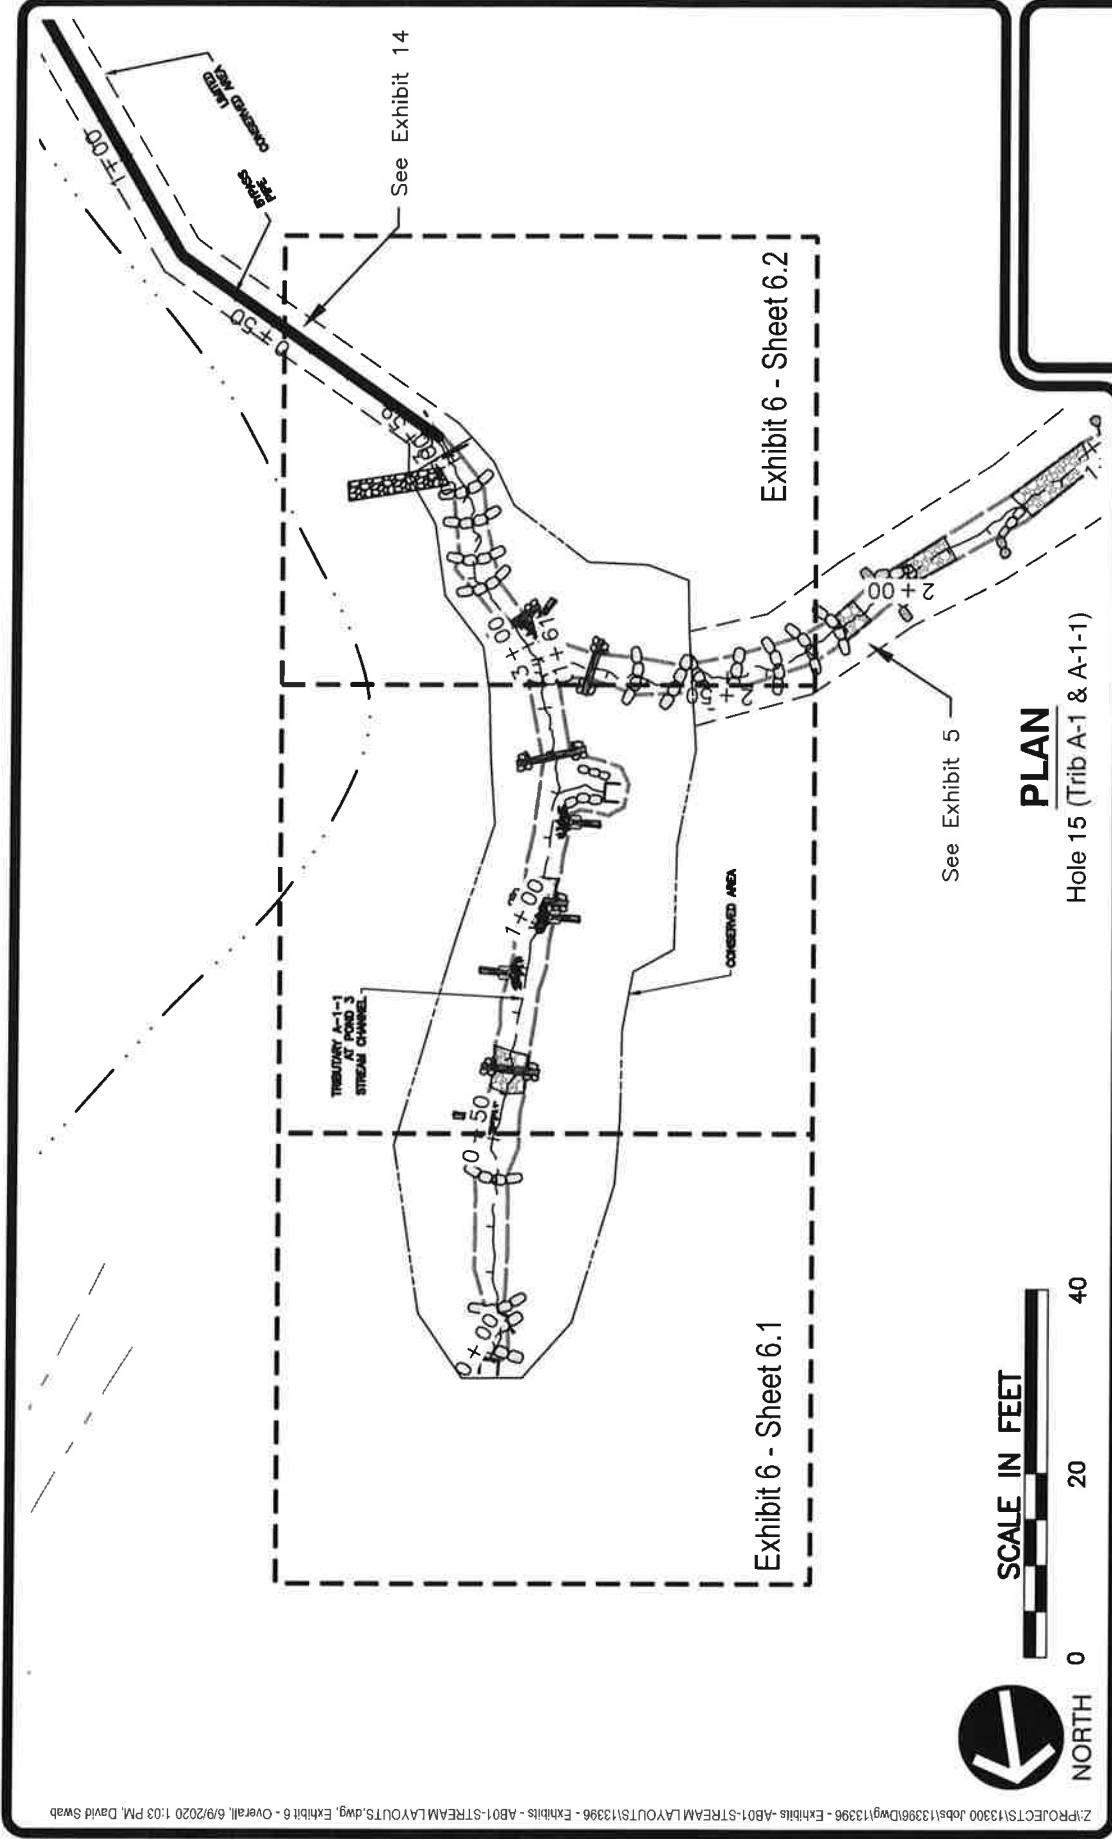 LIMITED
CONSERVED AREA
BYPASS
PIPE
See Exhibit 14
1+00
0+50
Exhibit 6 - Sheet 6.2
3+00
1+61
2+00
See Exhibit 5
1+00
TRIBUTARY A-1-1
AT POND 3
STREAM CHANNEL
CONSERVED AREA
0+50
0+00
Exhibit 6 - Sheet 6.1
PLAN
Hole 15 (Trib A-1 & A-1-1)
SCALE IN FEET
0 20 40
NORTH
Z:\PROJECTS\13300 Jobs\13396\Dwg\13396 - Exhibits -AB01-STREAM LAYOUTS\13396 - Exhibits - AB01-STREAM LAYOUTS.dwg, Exhibit 6 - Overall, 6/9/2020 1:03 PM, David Swab